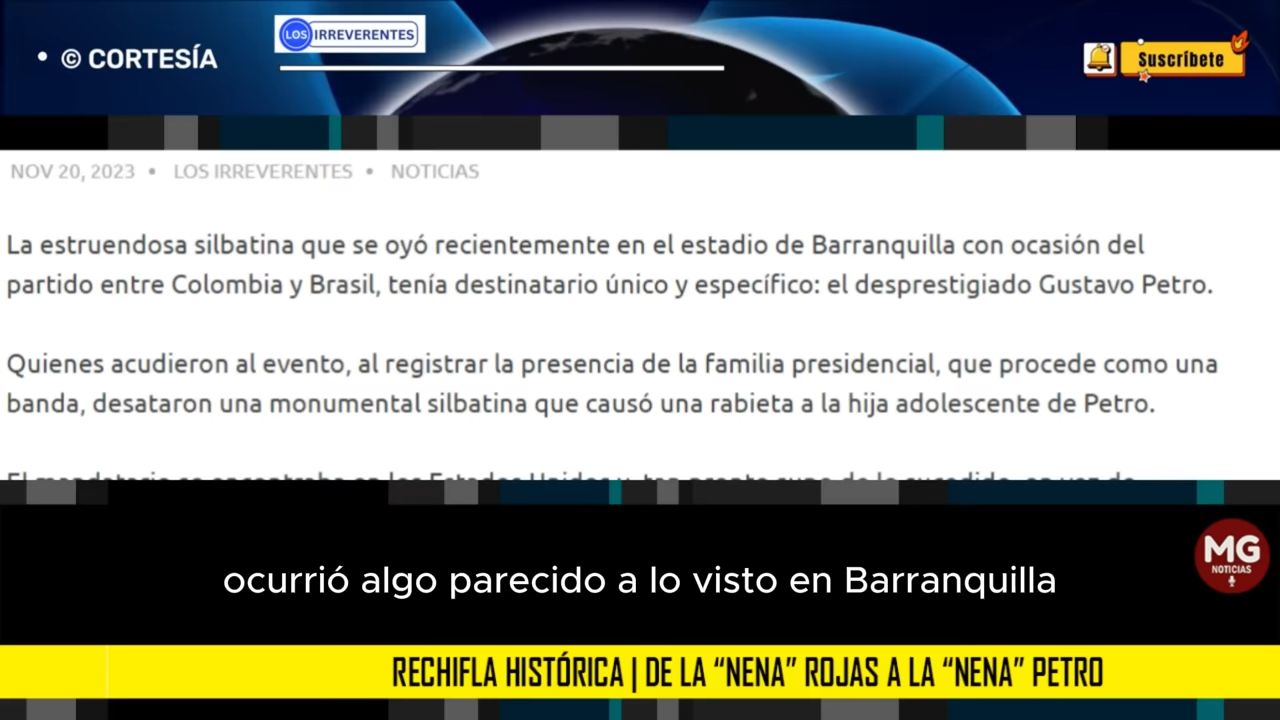 • © CORTESÍA
LOS IRREVERENTES
Suscríbete
NOV 20, 2023 • LOS IRREVERENTES • NOTICIAS
La estruendosa silbatina que se oyó recientemente en el estadio de Barranquilla con ocasión del
partido entre Colombia y Brasil, tenía destinatario único y específico: el desprestigiado Gustavo Petro.
Quienes acudieron al evento, al registrar la presencia de la familia presidencial, que procede como una
banda, desataron una monumental silbatina que causó una rabieta a la hija adolescente de Petro.
MG
NOTICIAS
ocurrió algo parecido a lo visto en Barranquilla
RECHIFLA HISTÓRICA | DE LA “NENA” ROJAS A LA “NENA” PETRO